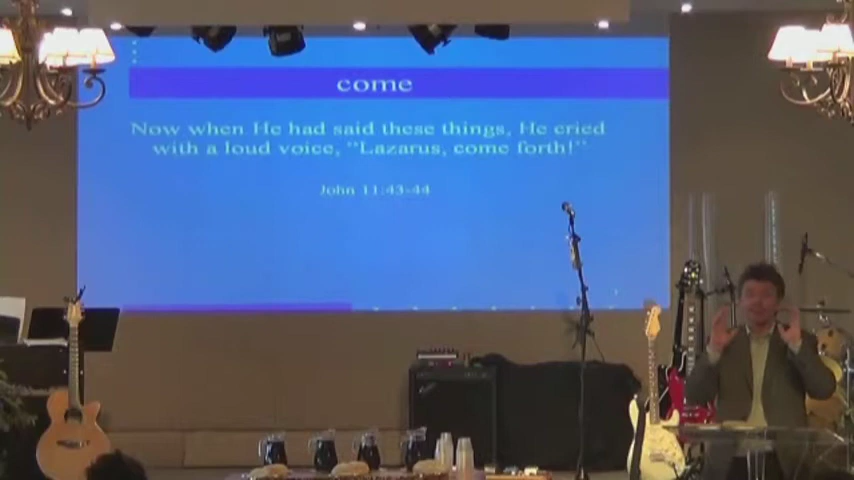 come
Now when He had said these things, He cried
with a loud voice, "Lazarus, come forth!"
John 11:43-44